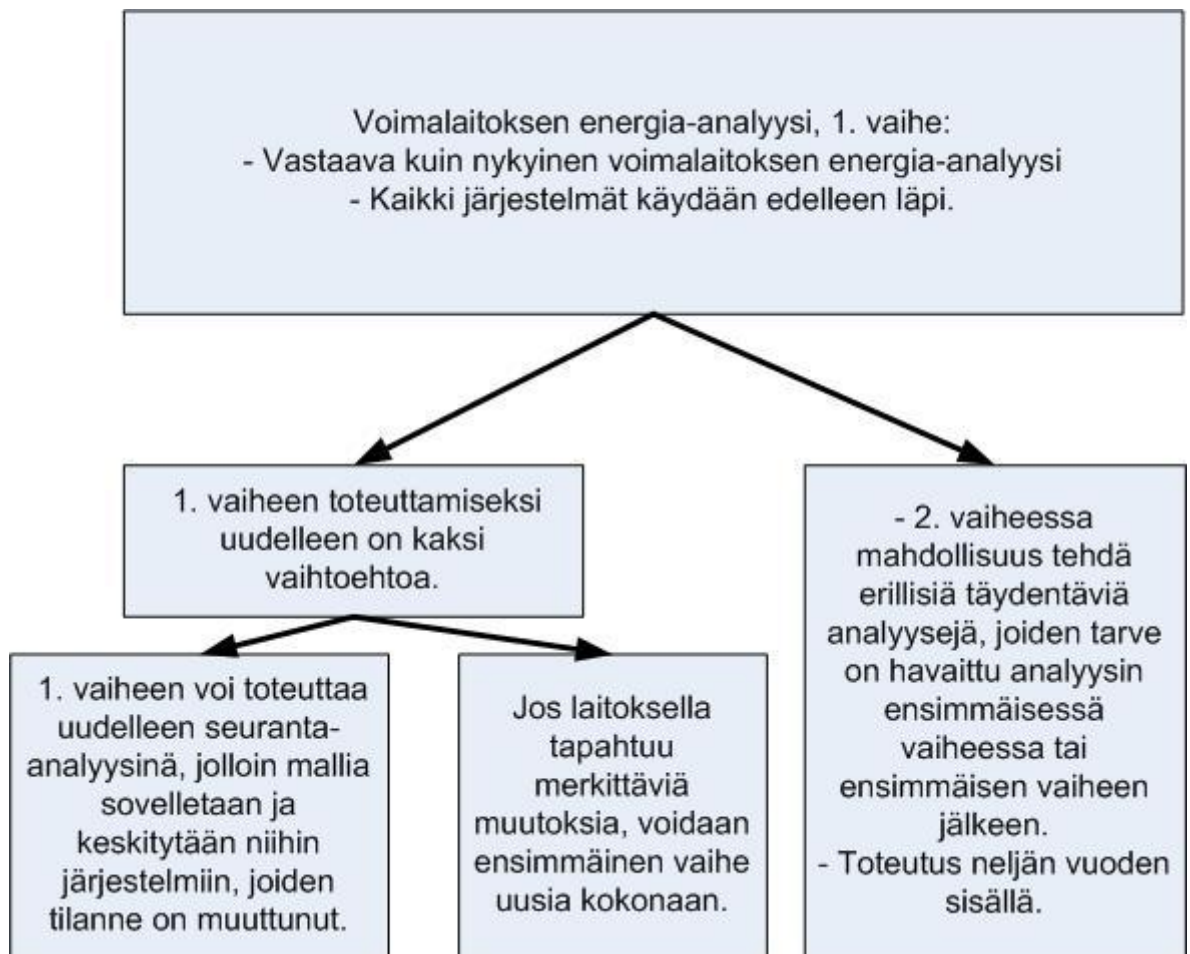 Voimalaitoksen energia-analyysi, 1. vaihe:
- Vastaava kuin nykyinen voimalaitoksen energia-analyysi
- Kaikki järjestelmät käydään edelleen läpi.
1. vaiheen toteuttamiseksi
uudelleen on kaksi
vaihtoehtoa.
1. vaiheen voi toteuttaa
uudelleen seuranta-
analyysinä, jolloin mallia
sovelletaan ja
keskitytään niihin
järjestelmiin, joiden
tilanne on muuttunut.
Jos laitoksella
tapahtuu
merkittäviä
muutoksia, voidaan
ensimmäinen vaihe
uusia kokonaan.
- 2. vaiheessa
mahdollisuus tehdä
erillisiä täydentäviä
analyysejä, joiden tarve
on havaittu analyysin
ensimmäisessä
vaiheessa tai
ensimmäisen vaiheen
jälkeen.
- Toteutus neljän vuoden
sisällä.